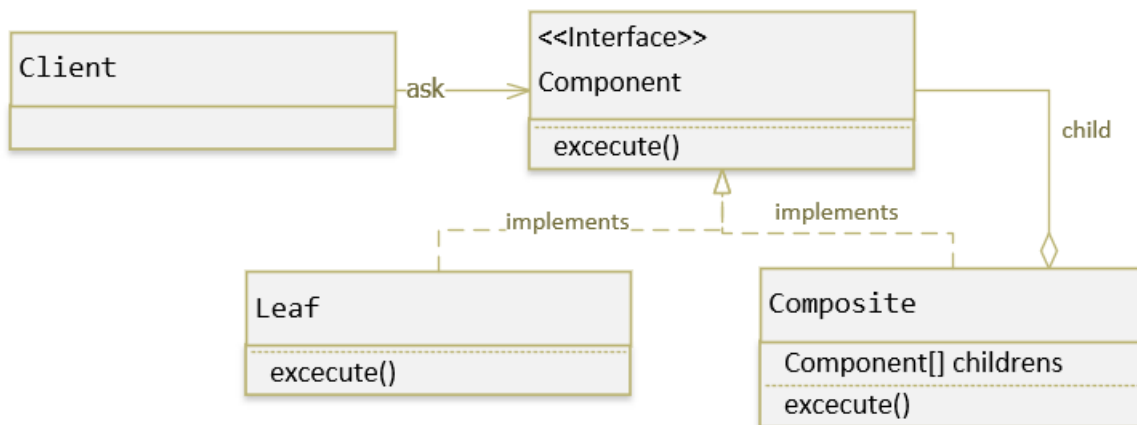 Client
ask
<<Interface>>
Component
excecute()
child
implements
implements
Leaf
excecute()
Composite
Component[] childrens
excecute()